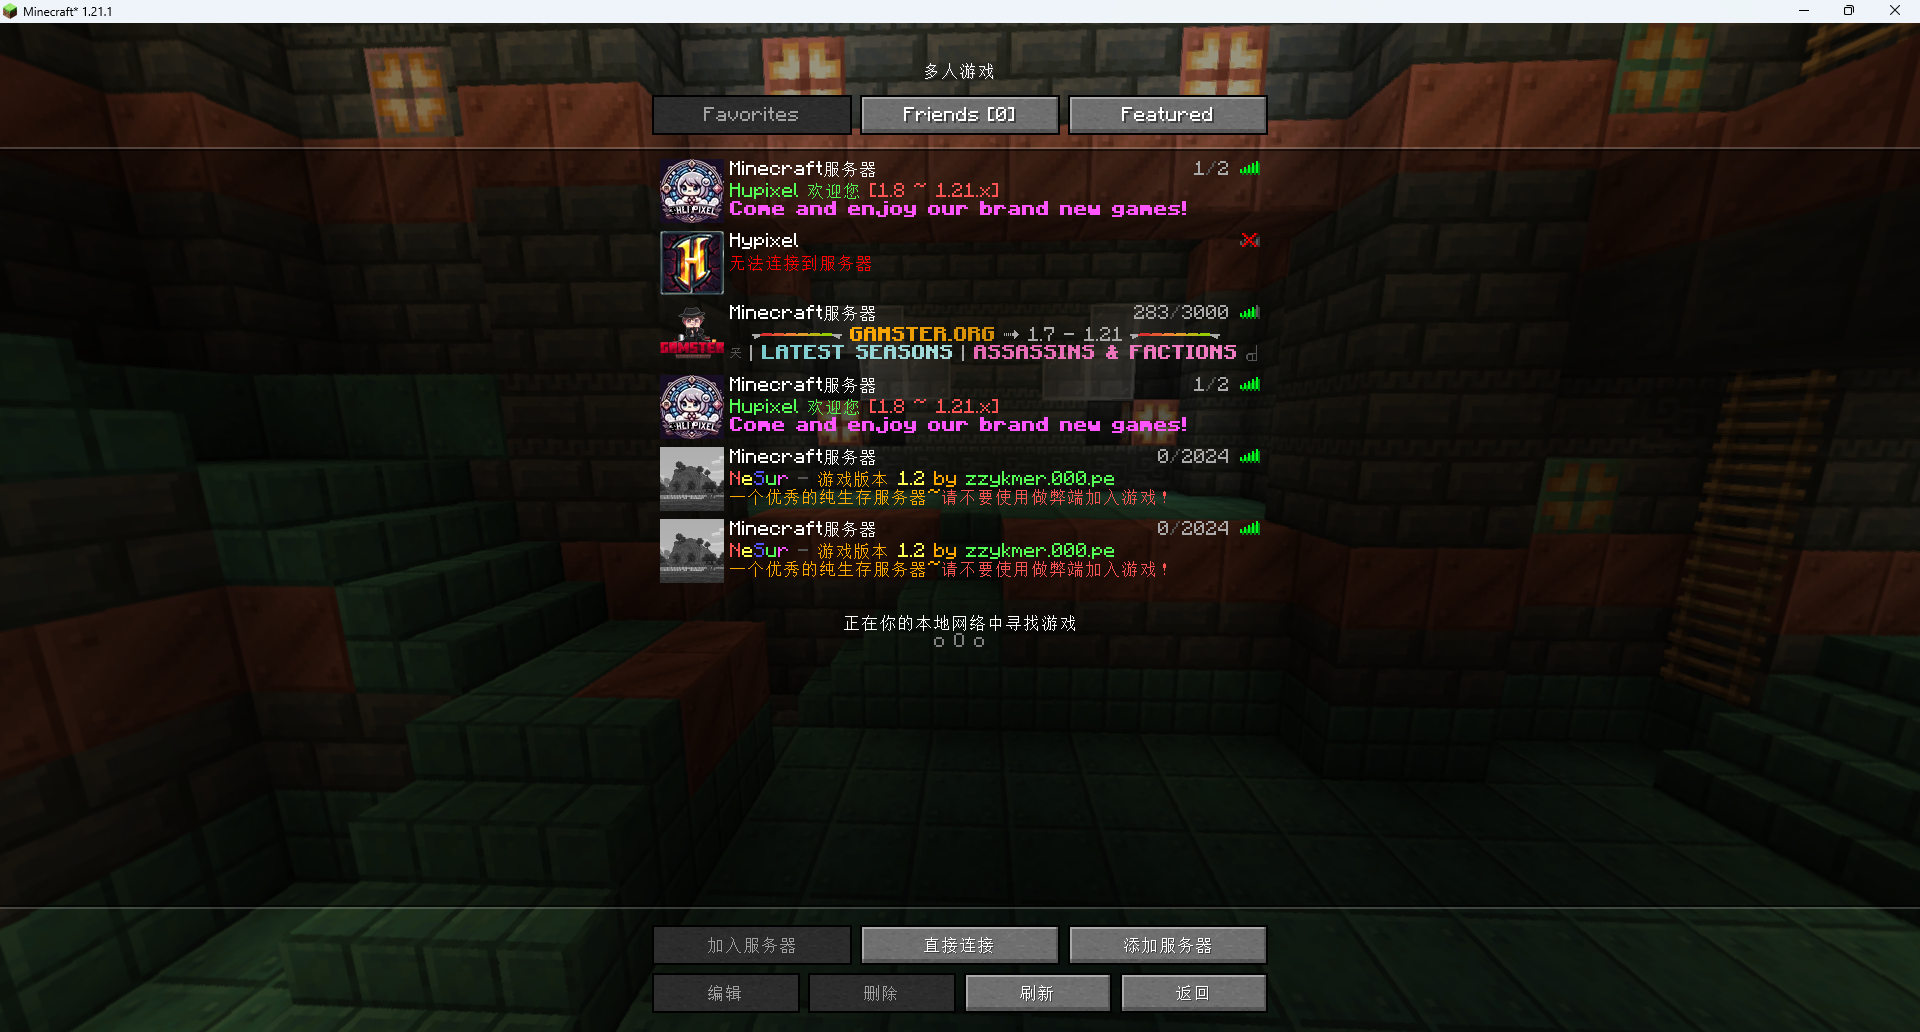 Minecraft* 1.21.1
多人游戏
Favorites
Friends [0]
Featured
Minecraft服务器 1/2
Hupixel 欢迎您 [1.8 ~ 1.21.x]
Come and enjoy our brand new games!
Hypixel
无法连接到服务器
Minecraft服务器 283/3000
GAMSTER.ORG ⤑ 1.7 - 1.21
GAMSTER
| LATEST SEASONS | ASSASSINS & FACTIONS
Minecraft服务器 1/2
Hupixel 欢迎您 [1.8 ~ 1.21.x]
Come and enjoy our brand new games!
Minecraft服务器 0/2024
NeSur - 游戏版本 1.2 by zzykmer.000.pe
一个优秀的纯生存服务器~请不要使用做弊端加入游戏!
Minecraft服务器 0/2024
NeSur - 游戏版本 1.2 by zzykmer.000.pe
一个优秀的纯生存服务器~请不要使用做弊端加入游戏!
正在你的本地网络中寻找游戏
o O o
加入服务器
直接连接
添加服务器
编辑
删除
刷新
返回